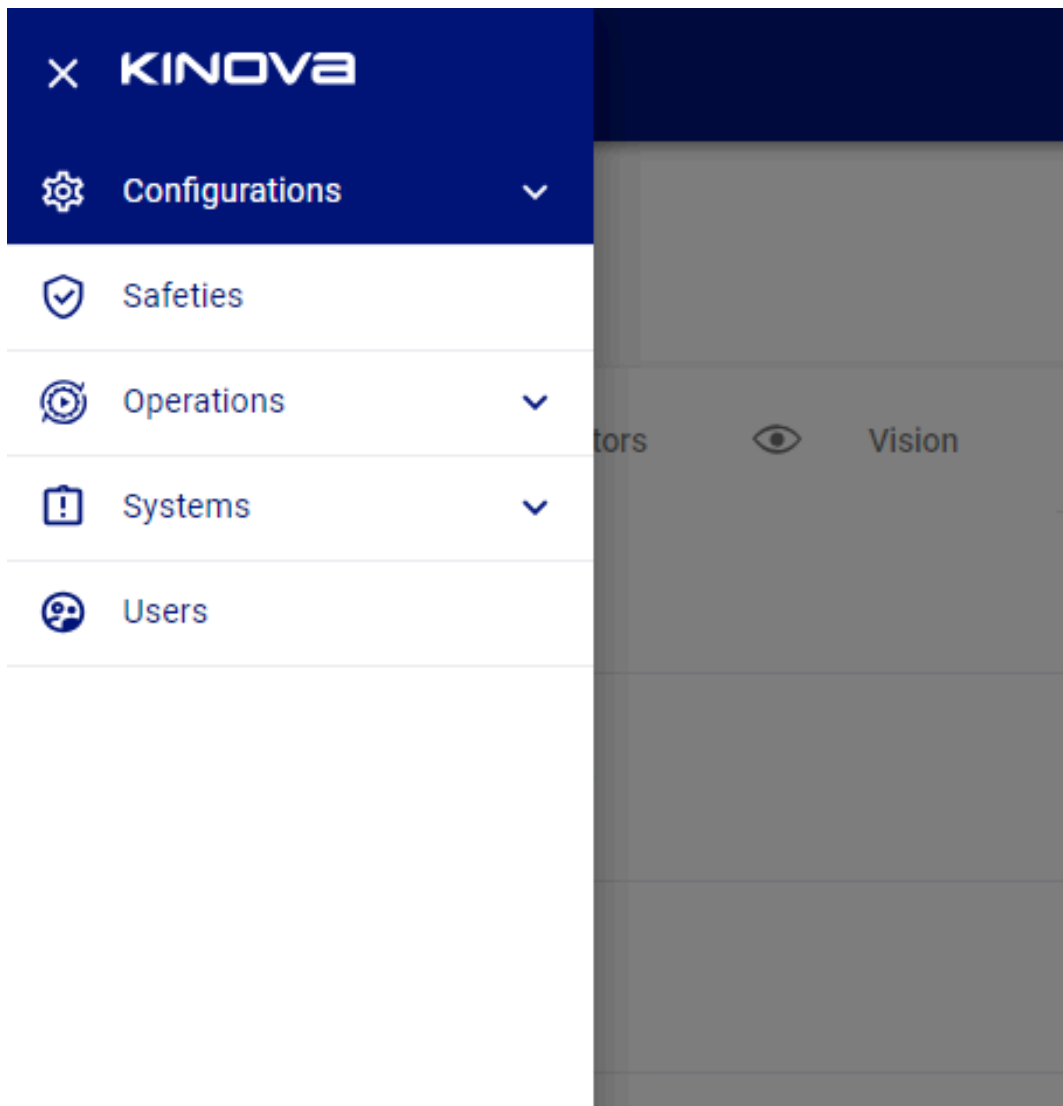 KINOVA
Configurations
Safeties
Operations
tors
Vision
Systems
Users